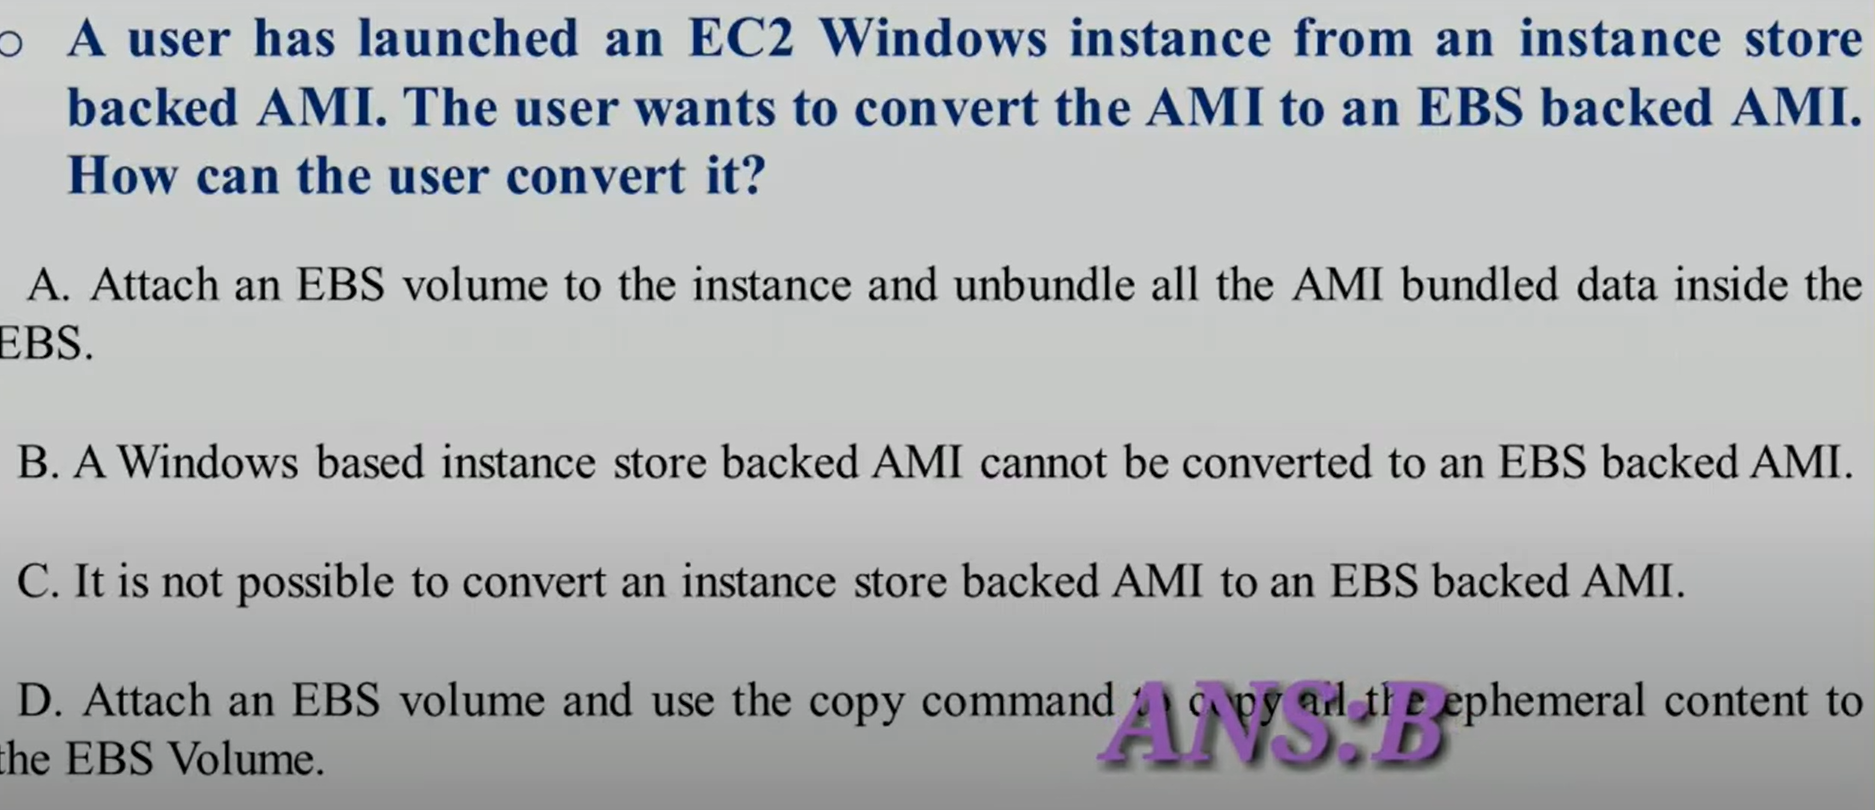 A user has launched an EC2 Windows instance from an instance store
backed AMI. The user wants to convert the AMI to an EBS backed AMI.
How can the user convert it?
A. Attach an EBS volume to the instance and unbundle all the AMI bundled data inside the
EBS.
B. A Windows based instance store backed AMI cannot be converted to an EBS backed AMI.
C. It is not possible to convert an instance store backed AMI to an EBS backed AMI.
D. Attach an EBS volume and use the copy command to copy all the ephemeral content to
the EBS Volume.
ANS:B